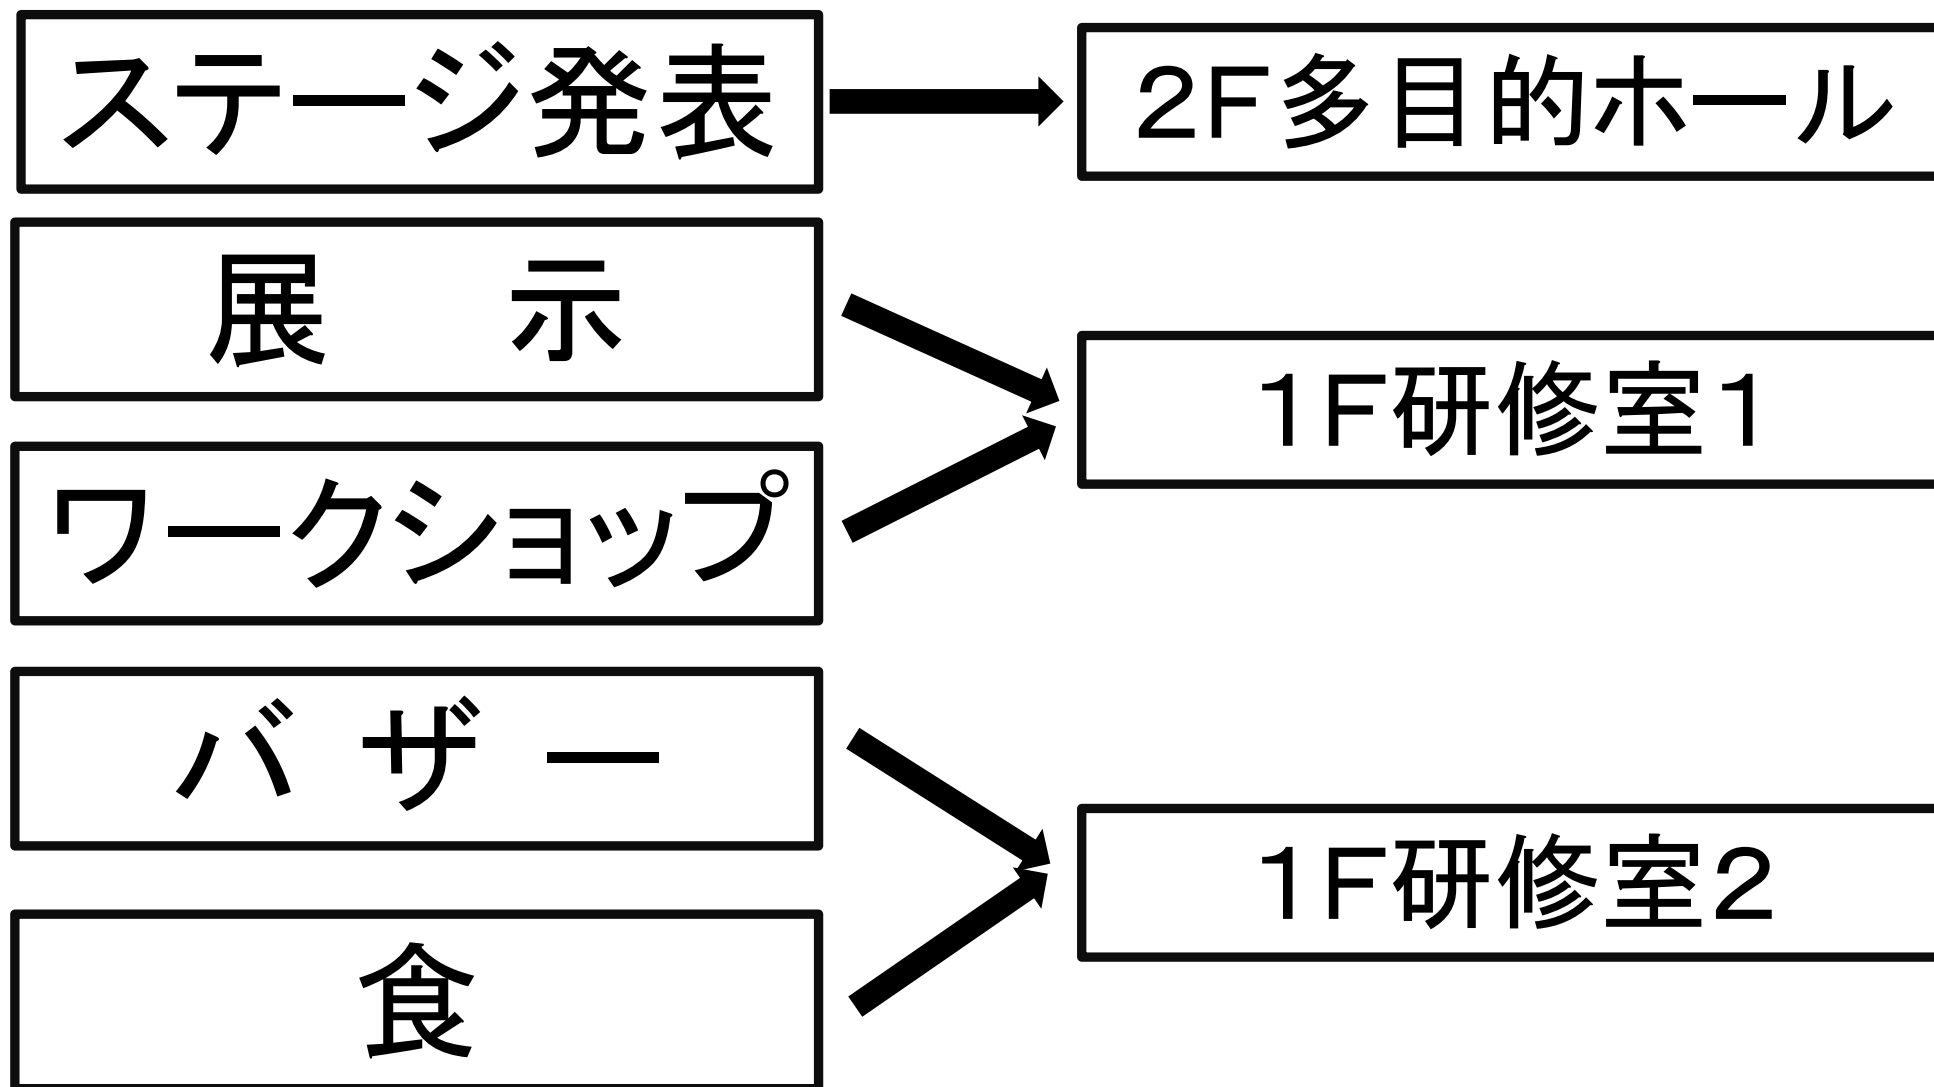 ステージ発表
2F多目的ホール
展　示
1F研修室1
ワークショップ
バザー
1F研修室2
食